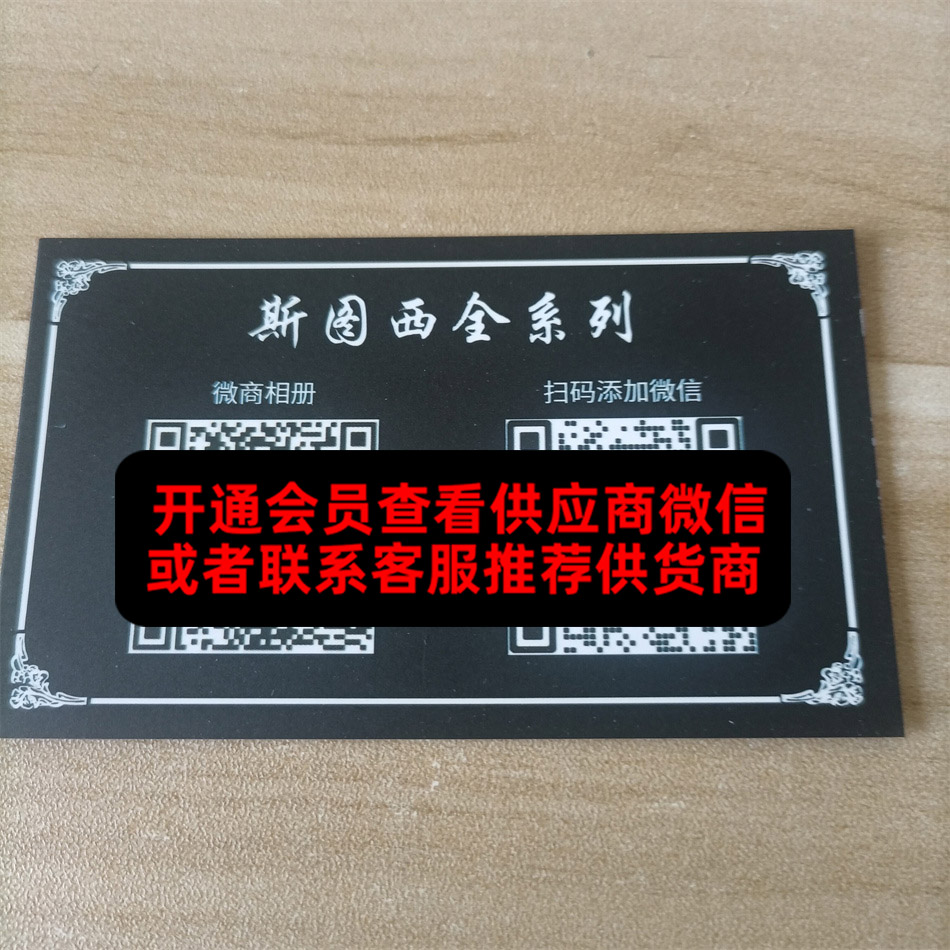 斯图西全系列
微商相册 扫码添加微信
开通会员查看供应商微信
或者联系客服推荐供货商